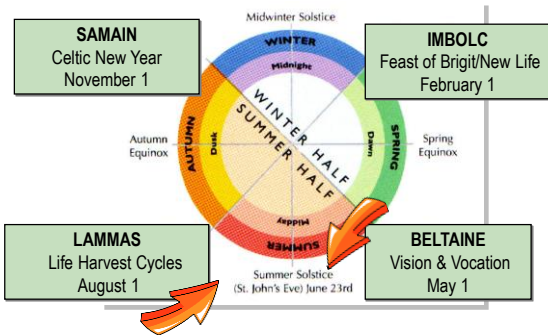 Midwinter Solstice
SAMAIN
Celtic New Year
November 1
IMBOLC
Feast of Brigit/New Life
February 1
WINTER
Midnight
WINTER HALF
SUMMER HALF
AUTUMN
Dusk
Dawn
SPRING
Autumn
Equinox
Spring
Equinox
Midday
SUMMER
LAMMAS
Life Harvest Cycles
August 1
BELTAINE
Vision & Vocation
May 1
Summer Solstice
(St. John's Eve) June 23rd